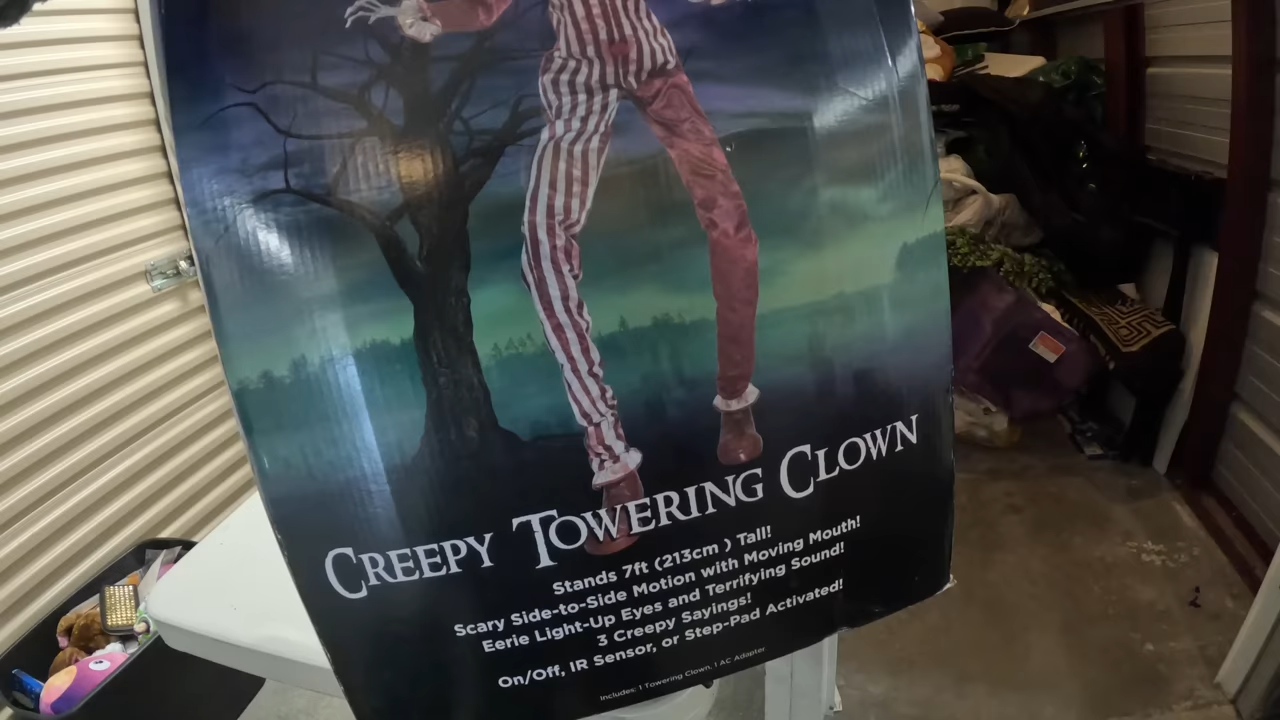 CREEPY TOWERING CLOWN
Stands 7ft (213cm ) Tall!
Scary Side-to-Side Motion with Moving Mouth!
Eerie Light-Up Eyes and Terrifying Sound!
3 Creepy Sayings!
On/Off, IR Sensor, or Step-Pad Activated!
Includes: 1 Towering Clown, 1 AC Adapter